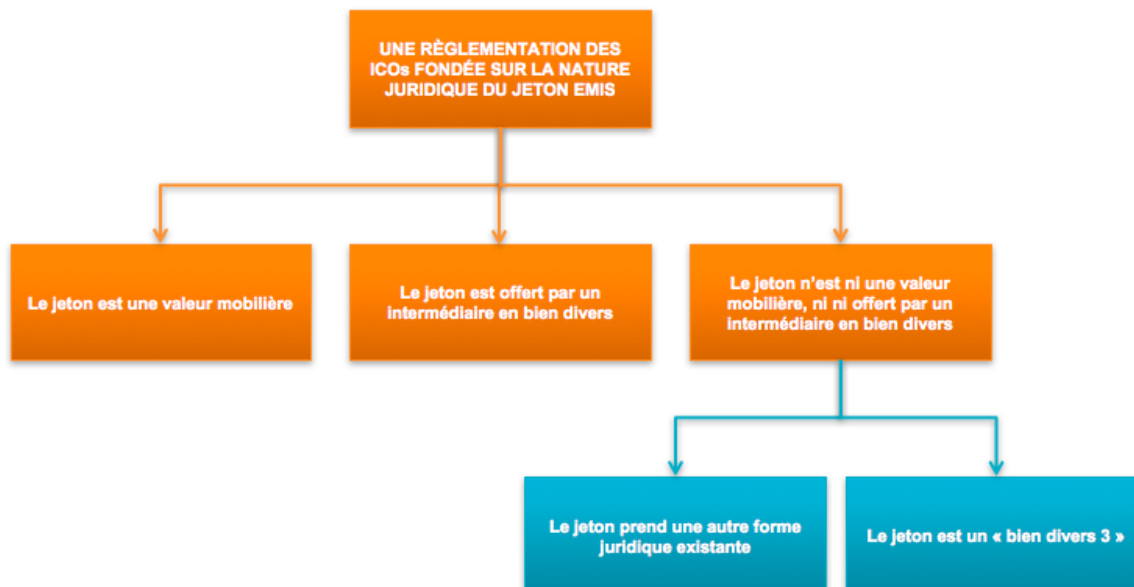 UNE RÈGLEMENTATION DES
ICOs FONDÉE SUR LA NATURE
JURIDIQUE DU JETON EMIS
Le jeton est une valeur mobilière
Le jeton est offert par un
intermédiaire en bien divers
Le jeton n'est ni une valeur
mobilière, ni ni offert par un
intermédiaire en bien divers
Le jeton prend une autre forme
juridique existante
Le jeton est un « bien divers 3 »